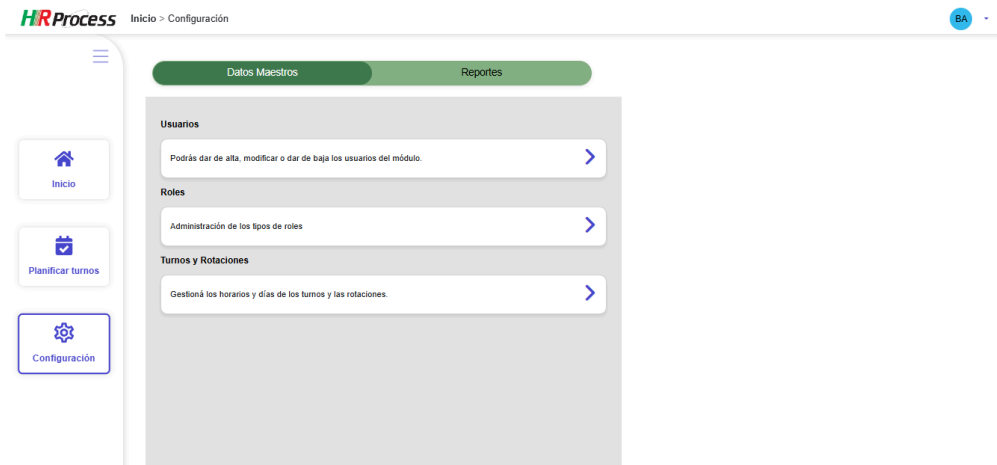 HR Process
Inicio > Configuración
BA
Datos Maestros
Reportes
Usuarios
Podrás dar de alta, modificar o dar de baja los usuarios del módulo.
Inicio
Roles
Administración de los tipos de roles
Turnos y Rotaciones
Planificar turnos
Gestioná los horarios y días de los turnos y las rotaciones.
Configuración